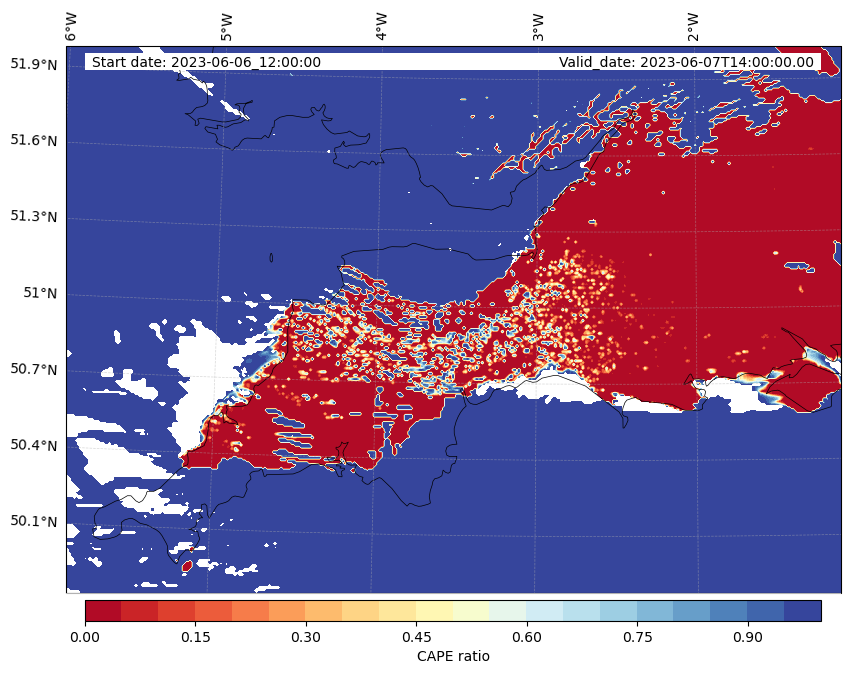 6°W 5°W 4°W 3°W 2°W
Start date: 2023-06-06_12:00:00 Valid_date: 2023-06-07T14:00:00.00
51.9°N
51.6°N
51.3°N
51°N
50.7°N
50.4°N
50.1°N
0.00 0.15 0.30 0.45 0.60 0.75 0.90
CAPE ratio